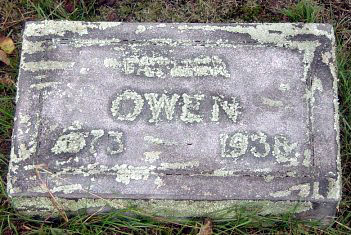 FATHER
OWEN
1873 – 1938